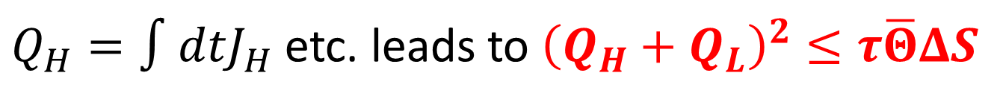 Q_H = ∫ dtJ_H etc. leads to (Q_H + Q_L)² ≤ τΘ̅ΔS